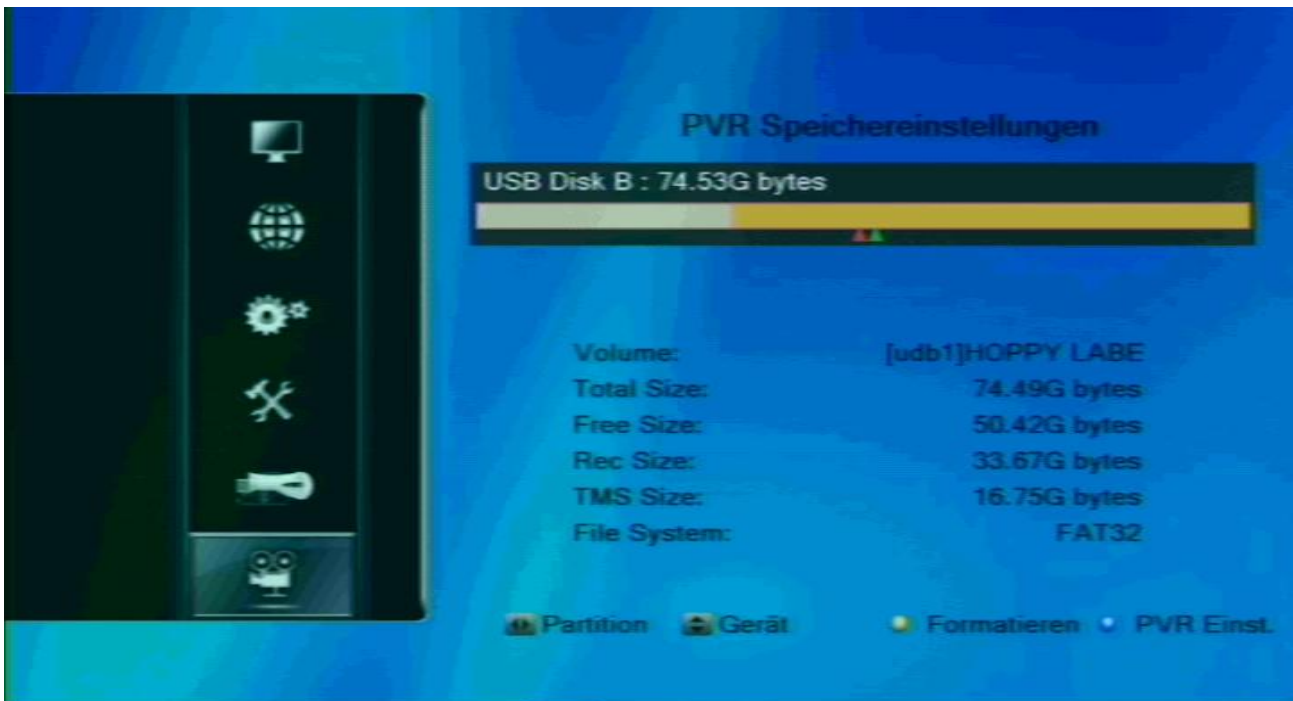 PVR Speichereinstellungen
USB Disk B : 74.53G bytes
Volume: [udb1]HOPPY LABE
Total Size: 74.49G bytes
Free Size: 50.42G bytes
Rec Size: 33.67G bytes
TMS Size: 16.75G bytes
File System: FAT32
Partition Gerät Formatieren PVR Einst.